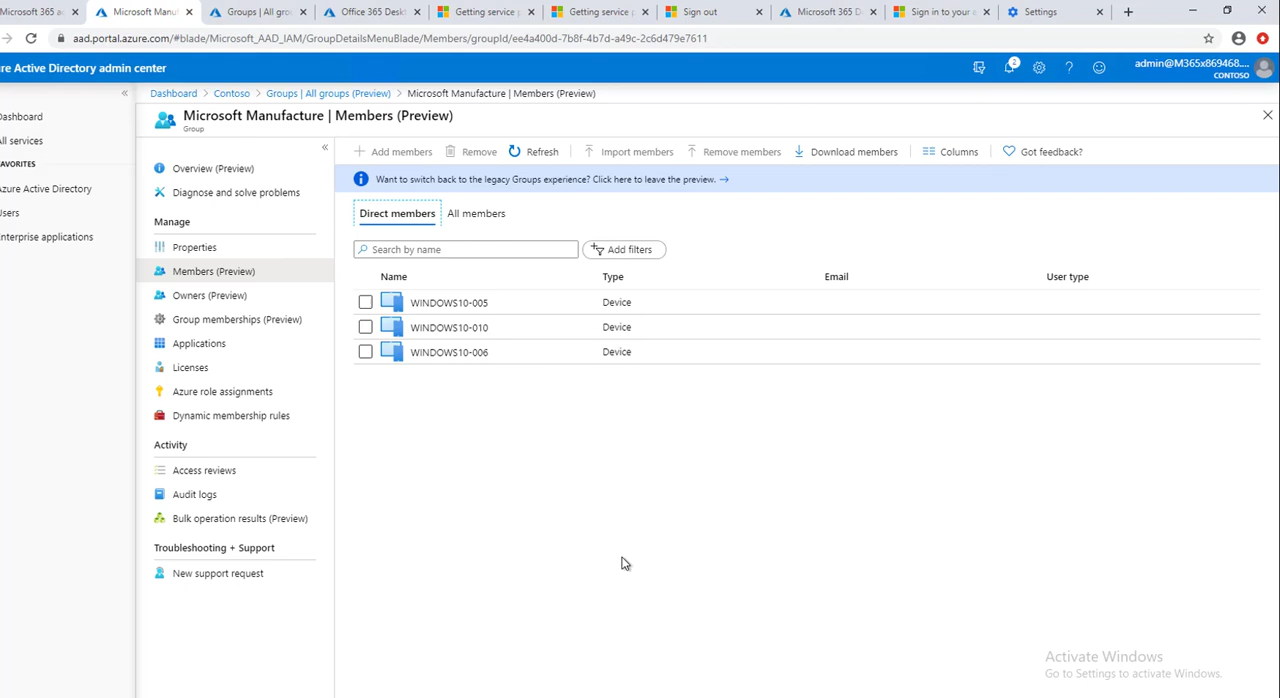 Microsoft 365 a
Microsoft Manuf
Groups | All gro
Office 365 Desk
Getting service p
Getting service p
Sign out
Microsoft 365 D
Sign in to your
Settings
aad.portal.azure.com/#blade/Microsoft_AAD_IAM/GroupDetailsMenuBlade/Members/groupId/ee4a400d-7b8f-4b7d-a49c-2c6d479e7611
re Active Directory admin center
2
admin@M365x869468....
CONTOSO
Dashboard > Contoso > Groups | All groups (Preview) > Microsoft Manufacture | Members (Preview)
Microsoft Manufacture | Members (Preview)
Group
ashboard
ll services
AVORITES
zure Active Directory
sers
nterprise applications
Overview (Preview)
Diagnose and solve problems
Manage
Properties
Members (Preview)
Owners (Preview)
Group memberships (Preview)
Applications
Licenses
Azure role assignments
Dynamic membership rules
Activity
Access reviews
Audit logs
Bulk operation results (Preview)
Troubleshooting + Support
New support request
Add members Remove Refresh Import members Remove members Download members Columns Got feedback?
Want to switch back to the legacy Groups experience? Click here to leave the preview. →
Direct members All members
Search by name Add filters
Name Type Email User type
WINDOWS10-005 Device
WINDOWS10-010 Device
WINDOWS10-006 Device
Activate Windows
Go to Settings to activate Windows.